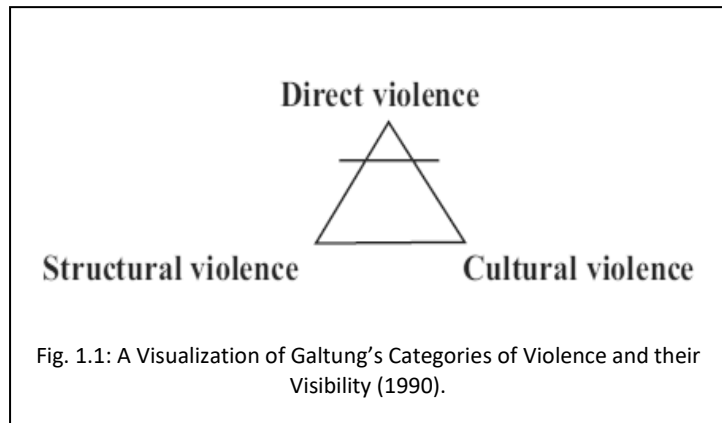 Direct violence
Structural violence
Cultural violence
Fig. 1.1: A Visualization of Galtung’s Categories of Violence and their
Visibility (1990).